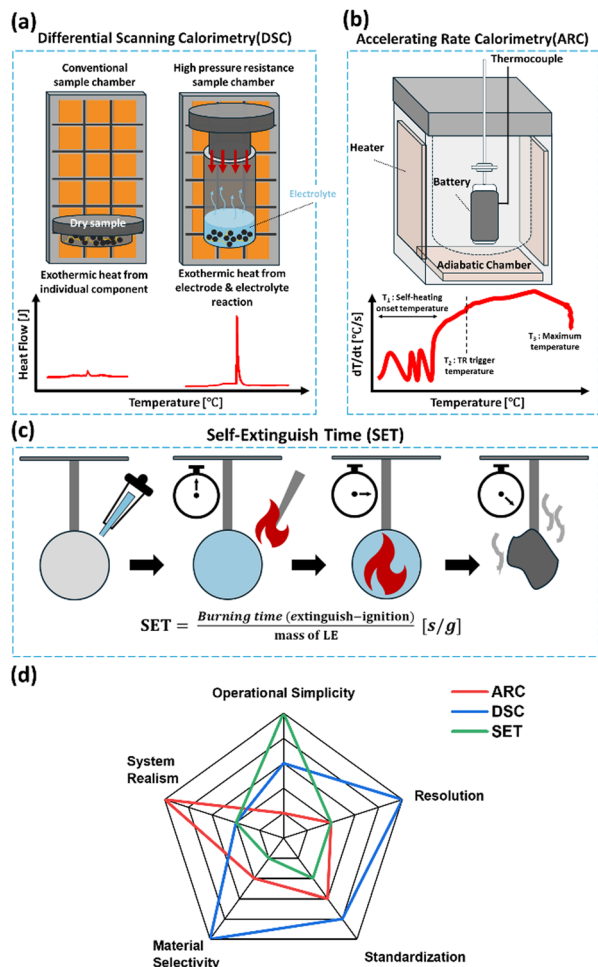 (a)
Differential Scanning Calorimetry(DSC)
Conventional
sample chamber
High pressure resistance
sample chamber
Dry sample
Electrolyte
Exothermic heat from
individual component
Exothermic heat from
electrode & electrolyte
reaction
Heat Flow [J]
Temperature [℃]
(b)
Accelerating Rate Calorimetry(ARC)
Thermocouple
Heater
Battery
Adiabatic Chamber
T₁ : Self-heating
onset temperature
T₂ : TR trigger
temperature
T₃ : Maximum
temperature
dT/dt [℃/s]
Temperature [℃]
(c)
Self-Extinguish Time (SET)
SET = Burning time (extinguish−ignition) / mass of LE [s/g]
(d)
Operational Simplicity
ARC
DSC
SET
System
Realism
Resolution
Material
Selectivity
Standardization